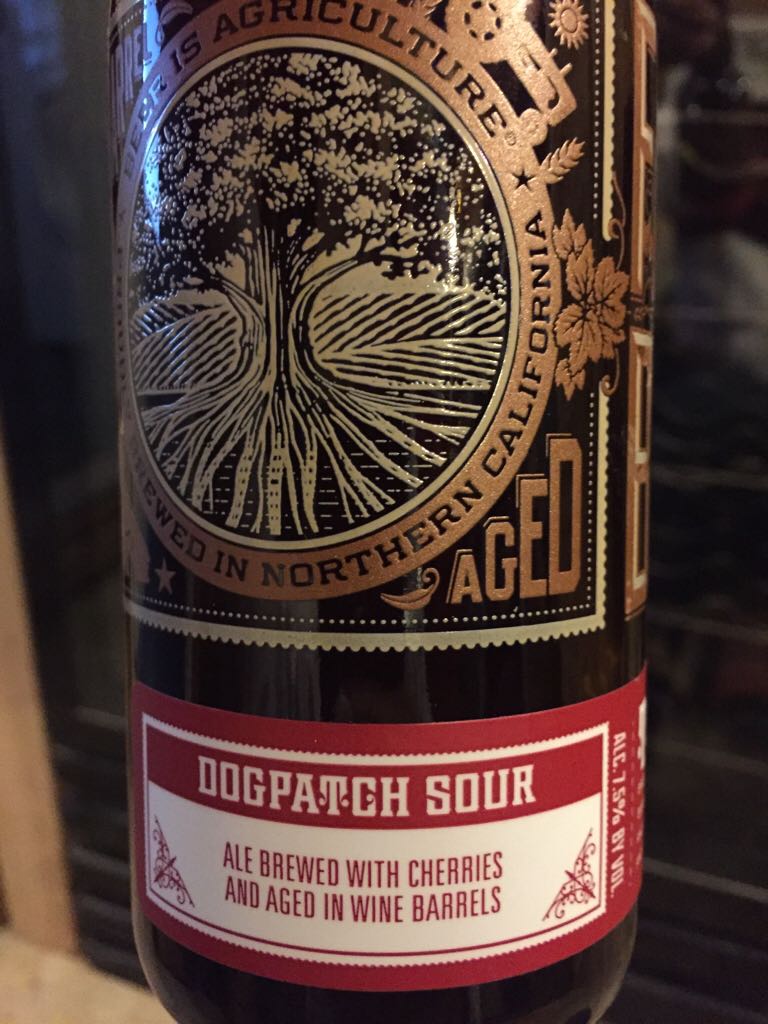 BEER IS AGRICULTURE®
BREWED IN NORTHERN CALIFORNIA
AGED
DOGPATCH SOUR
ALE BREWED WITH CHERRIES
AND AGED IN WINE BARRELS
ALC. 7.5% BY VOL.